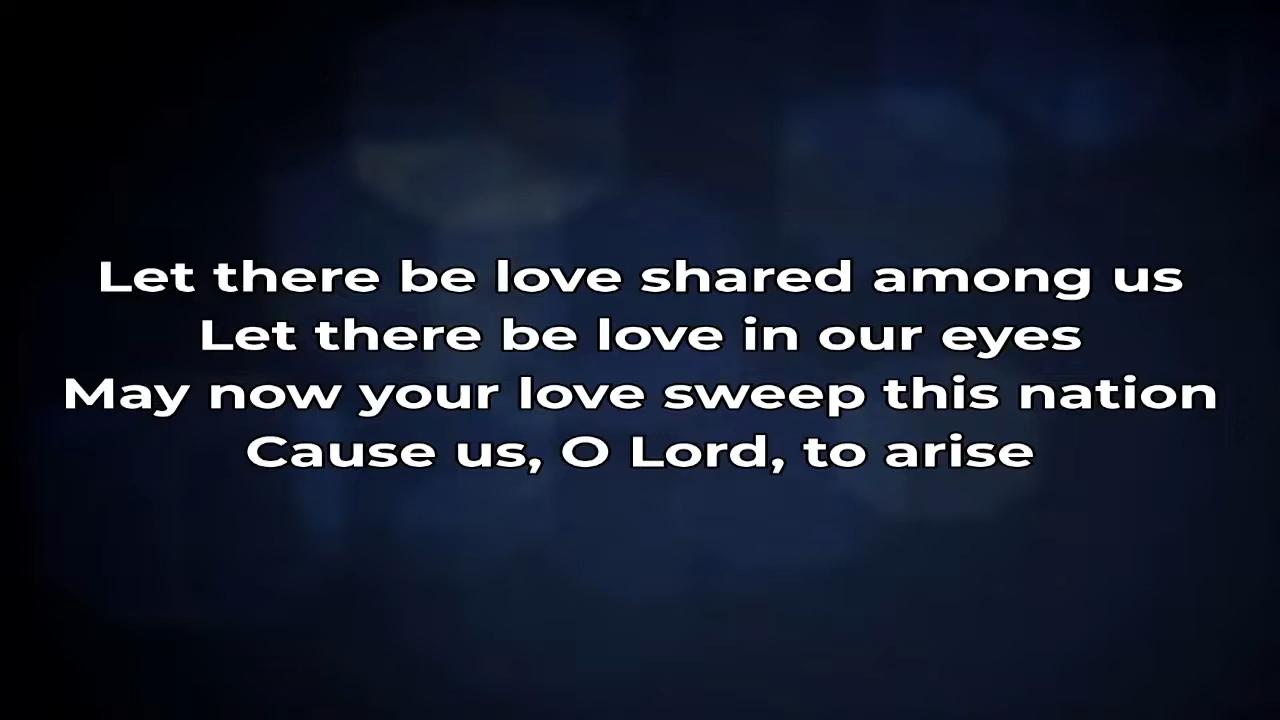 Let there be love shared among us
Let there be love in our eyes
May now your love sweep this nation
Cause us, O Lord, to arise